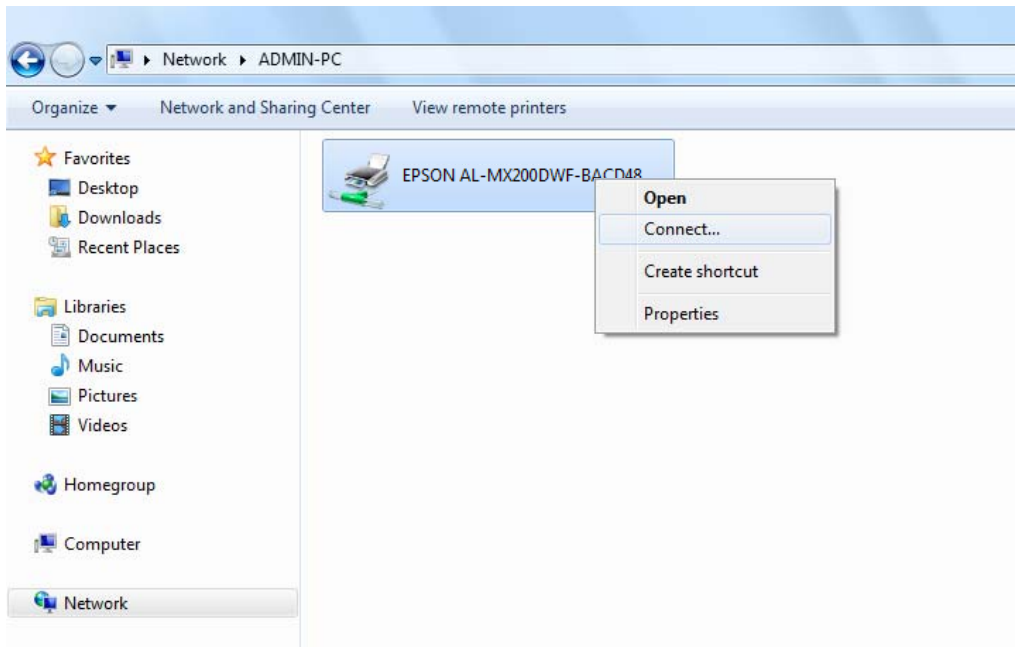 Network ADMIN-PC
Organize Network and Sharing Center View remote printers
Favorites
Desktop
Downloads
Recent Places
Libraries
Documents
Music
Pictures
Videos
Homegroup
Computer
Network
EPSON AL-MX200DWF-BACD48
Open
Connect...
Create shortcut
Properties